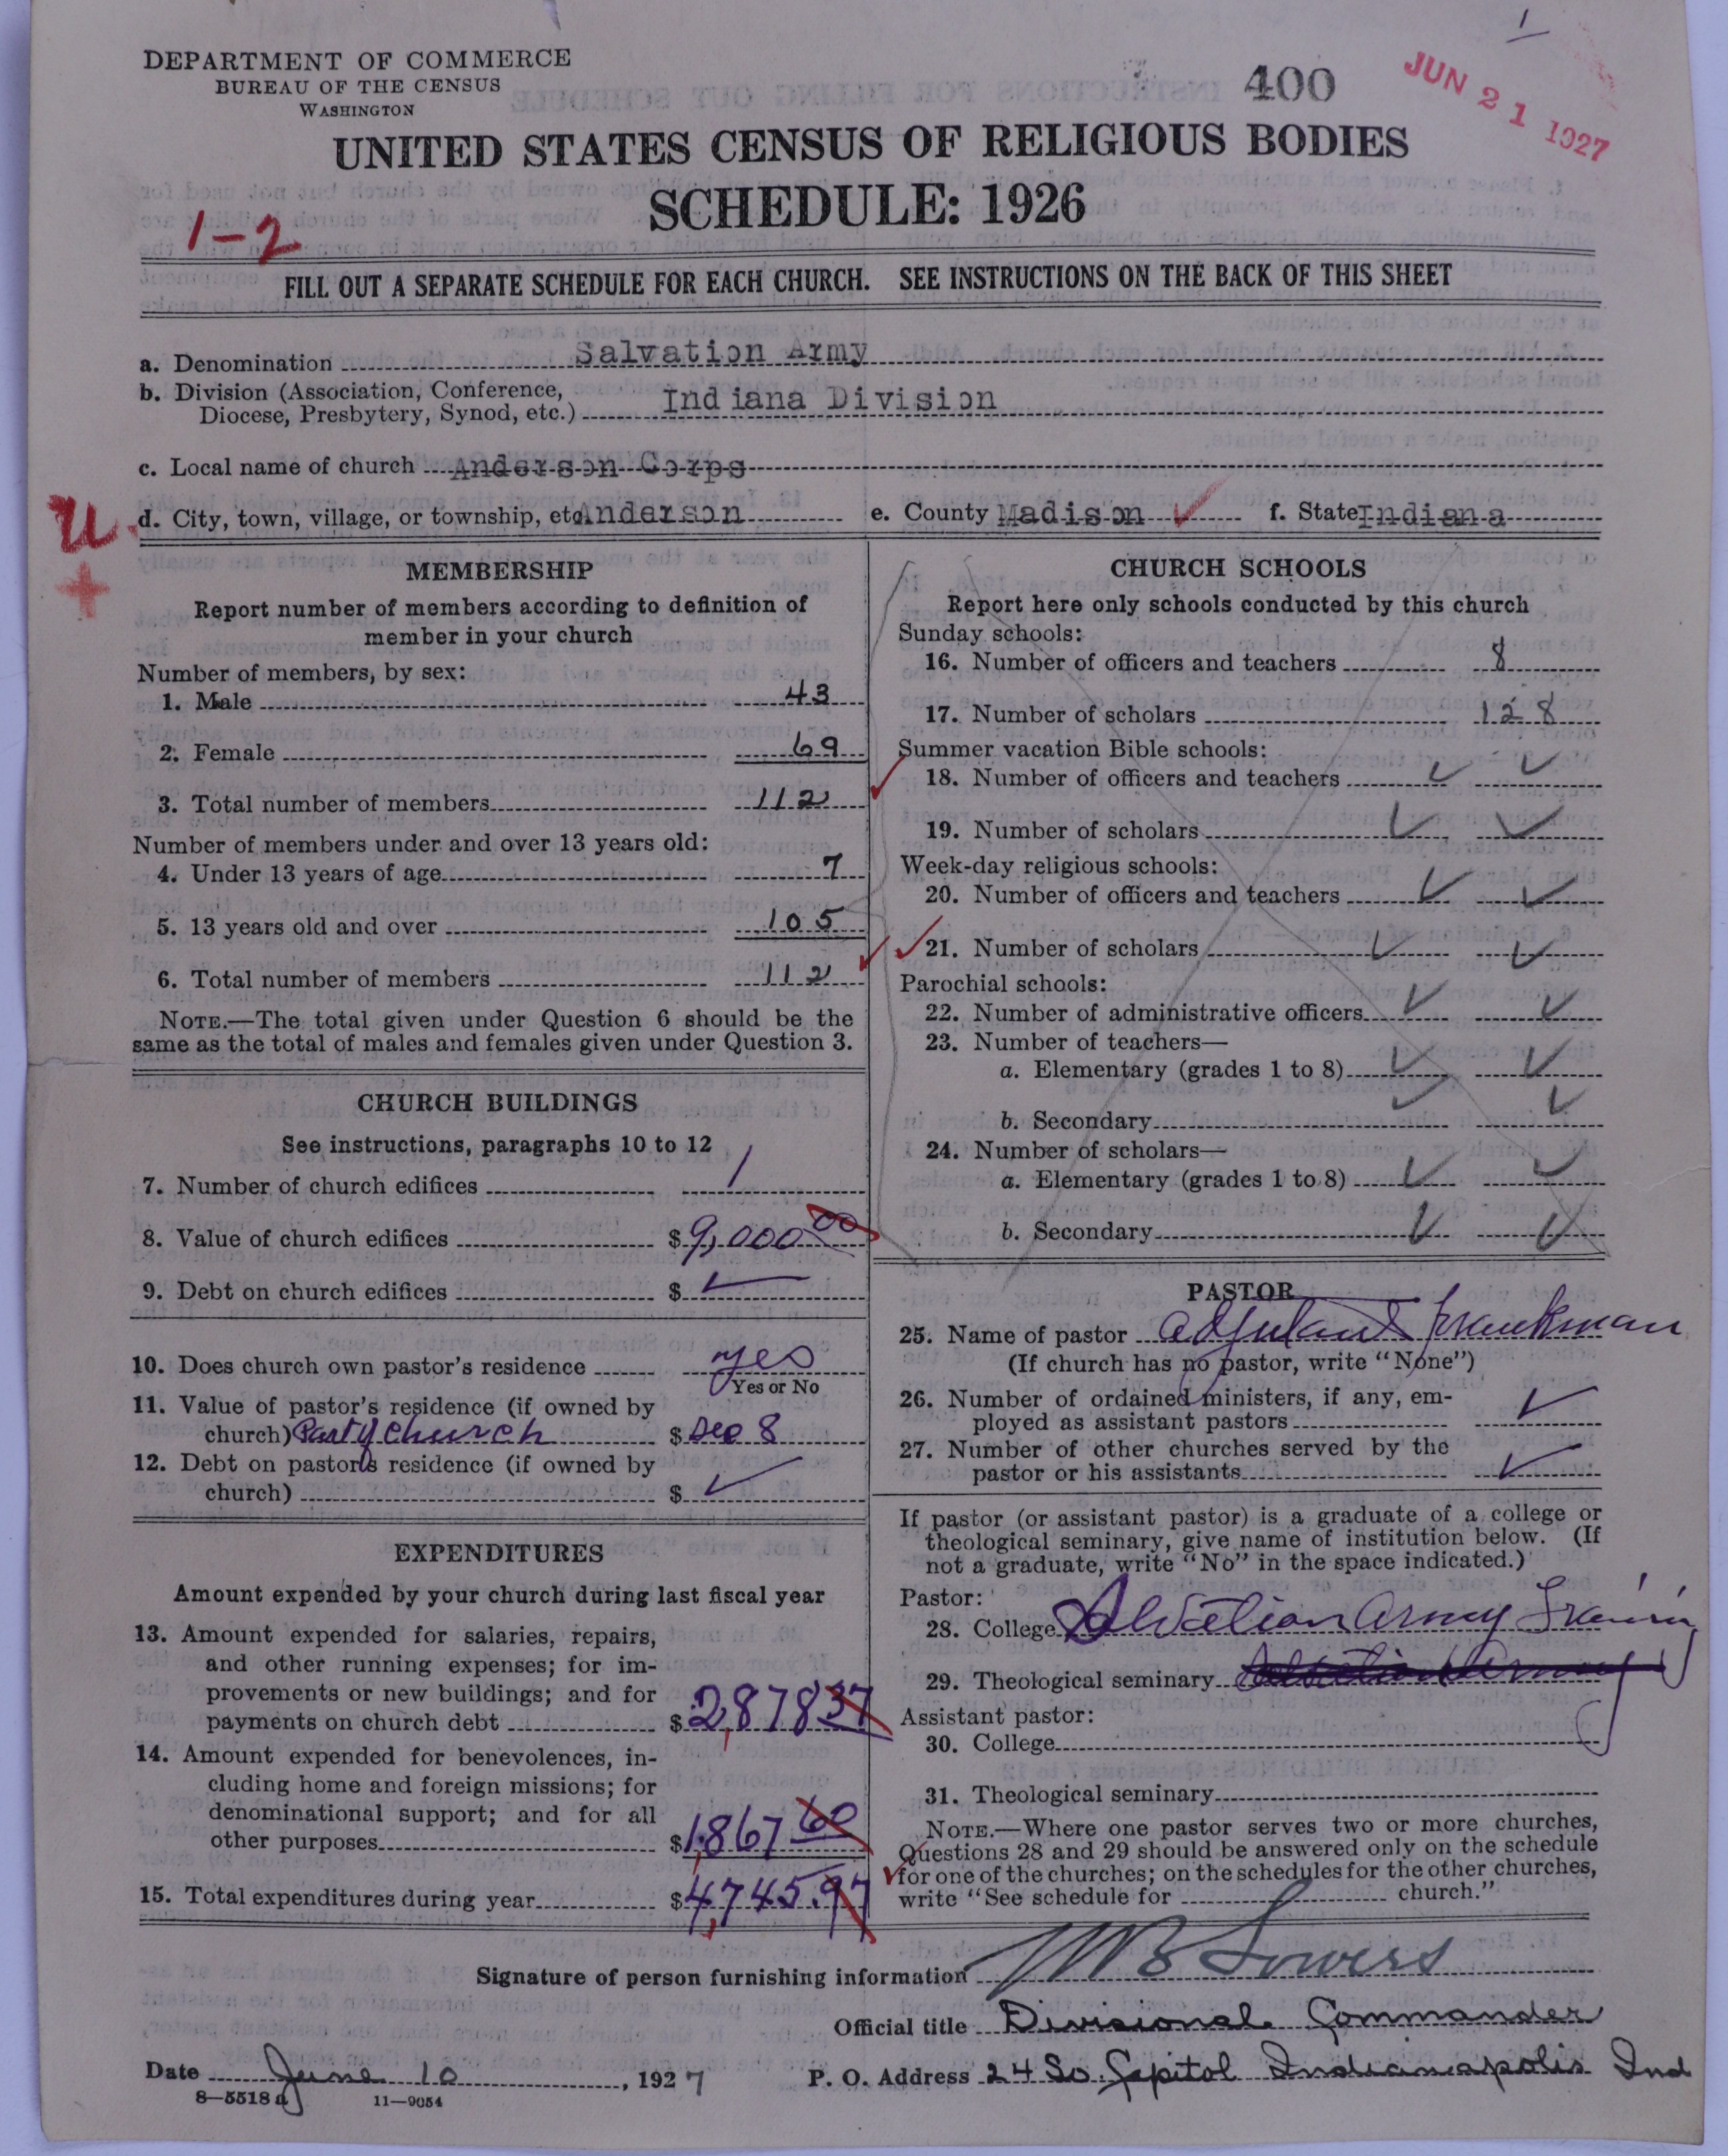 1
DEPARTMENT OF COMMERCE
BUREAU OF THE CENSUS
WASHINGTON
400
JUN 21 1927
UNITED STATES CENSUS OF RELIGIOUS BODIES
SCHEDULE: 1926
1-2
FILL OUT A SEPARATE SCHEDULE FOR EACH CHURCH. SEE INSTRUCTIONS ON THE BACK OF THIS SHEET
a. Denomination Salvation Army
b. Division (Association, Conference,
Diocese, Presbytery, Synod, etc.) Indiana Division
c. Local name of church Anderson Corps
U
d. City, town, village, or township, etc Anderson e. County Madison ✓ f. State Indiana
+
MEMBERSHIP
Report number of members according to definition of
member in your church
Number of members, by sex:
1. Male 43
2. Female 69
3. Total number of members 112
Number of members under and over 13 years old:
4. Under 13 years of age 7
5. 13 years old and over 105
6. Total number of members 112 ✓
NOTE.—The total given under Question 6 should be the
same as the total of males and females given under Question 3.
CHURCH BUILDINGS
See instructions, paragraphs 10 to 12
7. Number of church edifices 1
8. Value of church edifices $ 9,000 00
9. Debt on church edifices $ ✓
10. Does church own pastor's residence yes
Yes or No
11. Value of pastor's residence (if owned by
church) Part of church $ See 8
12. Debt on pastor's residence (if owned by
church) $ ✓
EXPENDITURES
Amount expended by your church during last fiscal year
13. Amount expended for salaries, repairs,
and other running expenses; for im-
provements or new buildings; and for
payments on church debt $ 2,878 37
14. Amount expended for benevolences, in-
cluding home and foreign missions; for
denominational support; and for all
other purposes $ 1,867 60
15. Total expenditures during year $ 4,745.97
CHURCH SCHOOLS
Report here only schools conducted by this church
Sunday schools:
16. Number of officers and teachers 8
17. Number of scholars 128
Summer vacation Bible schools:
✓ 18. Number of officers and teachers ✓ ✓
19. Number of scholars ✓ ✓
Week-day religious schools:
20. Number of officers and teachers ✓ ✓
✓ 21. Number of scholars ✓ ✓
Parochial schools:
22. Number of administrative officers ✓ ✓
23. Number of teachers—
a. Elementary (grades 1 to 8) ✓ ✓
b. Secondary ✓ ✓
24. Number of scholars—
a. Elementary (grades 1 to 8) ✓ ✓
b. Secondary ✓ ✓
PASTOR
25. Name of pastor Adjutant Frankman
(If church has no pastor, write "None")
26. Number of ordained ministers, if any, em-
ployed as assistant pastors ✓
27. Number of other churches served by the
pastor or his assistants ✓
If pastor (or assistant pastor) is a graduate of a college or
theological seminary, give name of institution below. (If
not a graduate, write "No" in the space indicated.)
Pastor:
28. College Salvation Army Training
29. Theological seminary Salvation Army
Assistant pastor:
30. College
31. Theological seminary
NOTE.—Where one pastor serves two or more churches,
Questions 28 and 29 should be answered only on the schedule
✓ for one of the churches; on the schedules for the other churches,
write "See schedule for church."
Signature of person furnishing information Sowers
Official title Divisional Commander
Date June 10, 1927 P. O. Address 24 So. Capitol Indianapolis Ind
8—5518 a 11—9054